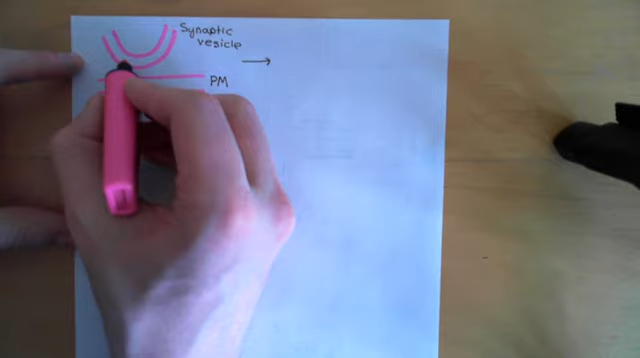 Synaptic
vesicle
→
PM